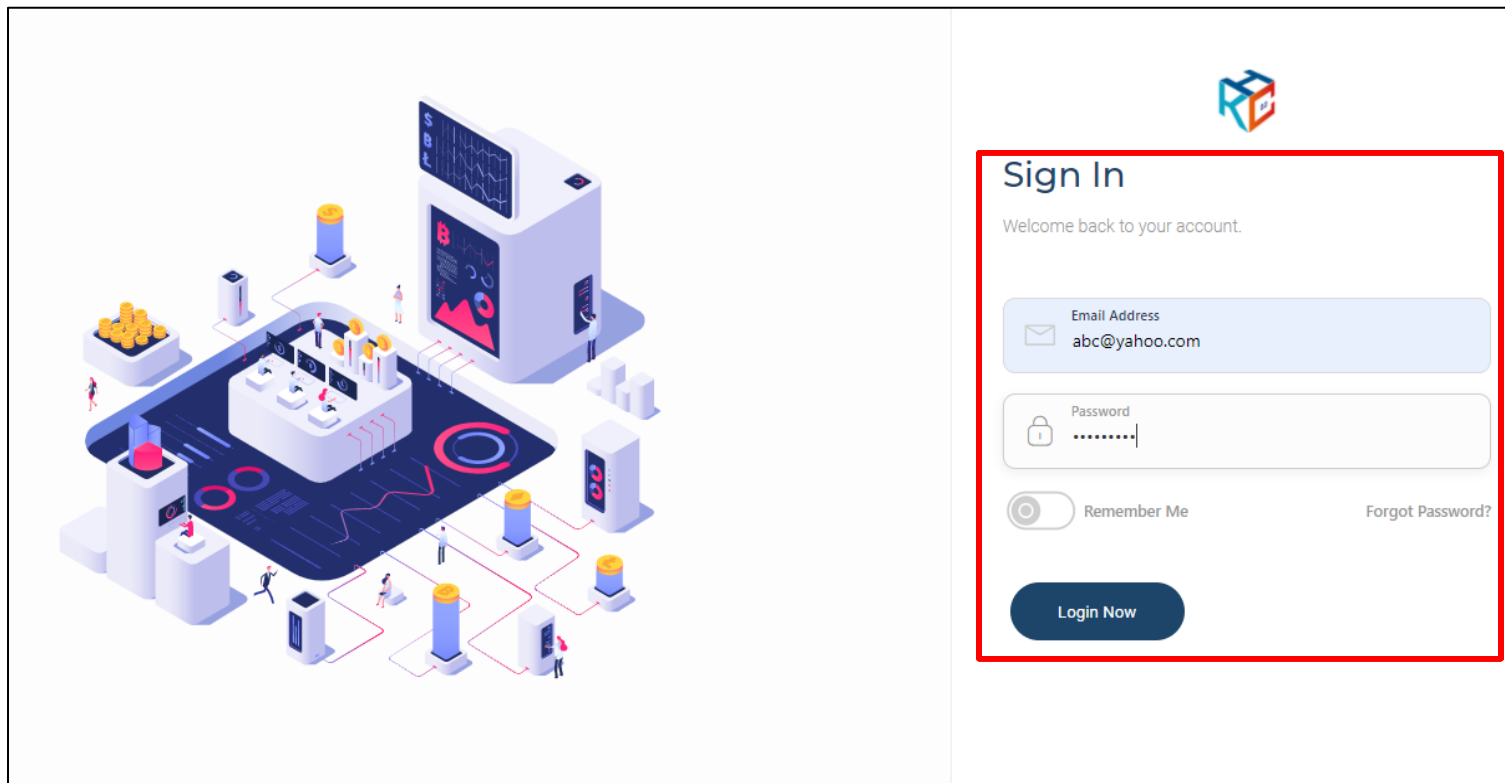 Sign In
Welcome back to your account.
Email Address
abc@yahoo.com
Password
•••••••••
Remember Me
Forgot Password?
Login Now